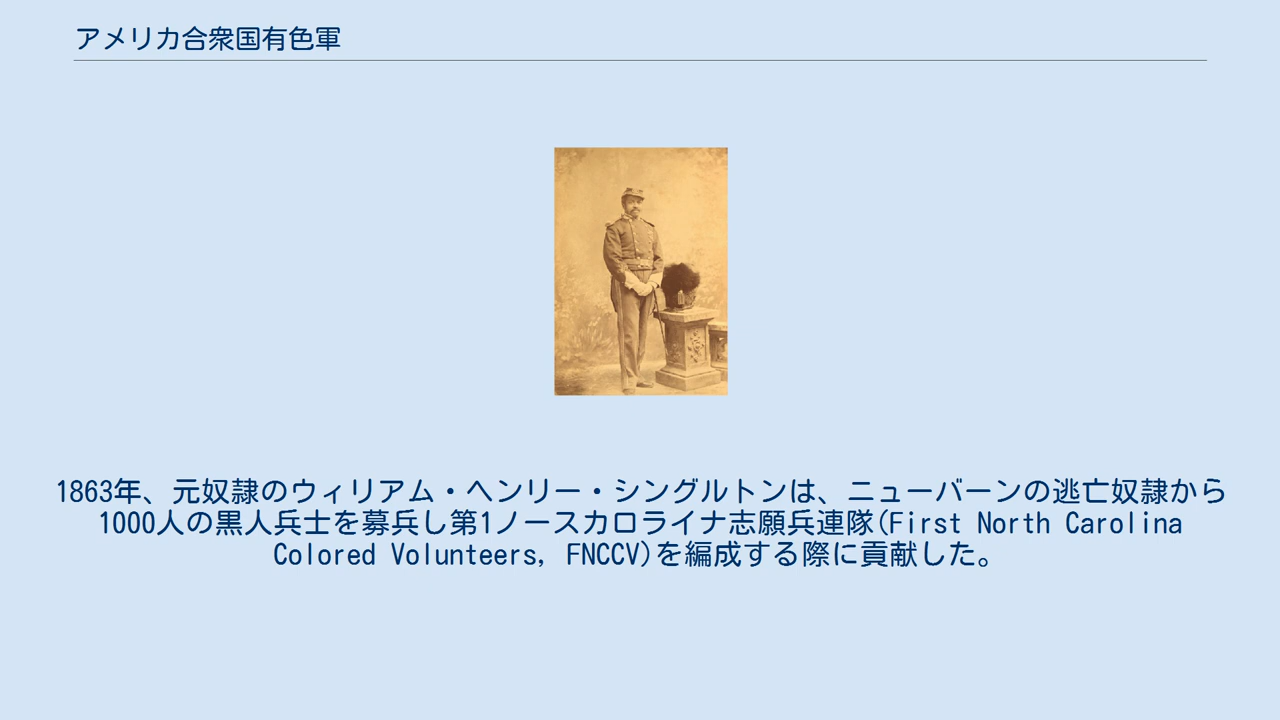 アメリカ合衆国有色軍
1863年、元奴隷のウィリアム・ヘンリー・シングルトンは、ニューバーンの逃亡奴隷から
1000人の黒人兵士を募兵し第1ノースカロライナ志願兵連隊(First North Carolina
Colored Volunteers, FNCCV)を編成する際に貢献した。